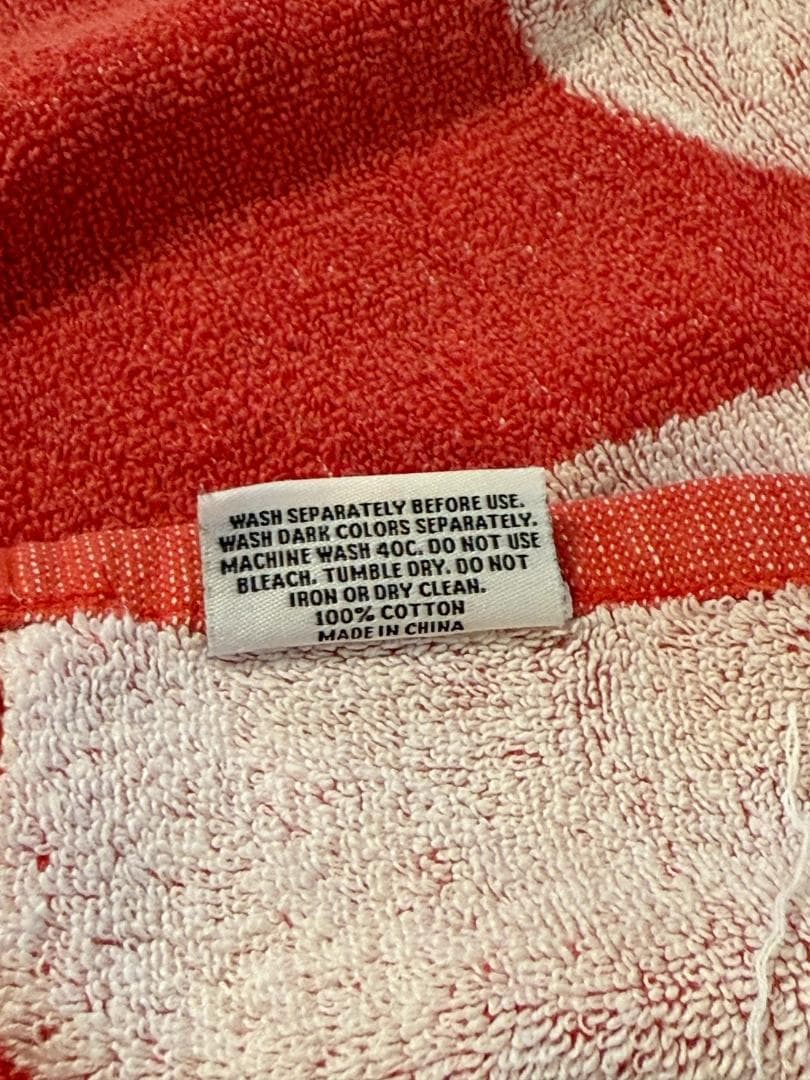 WASH SEPARATELY BEFORE USE.
WASH DARK COLORS SEPARATELY.
MACHINE WASH 40C. DO NOT USE
BLEACH. TUMBLE DRY. DO NOT
IRON OR DRY CLEAN.
100% COTTON
MADE IN CHINA